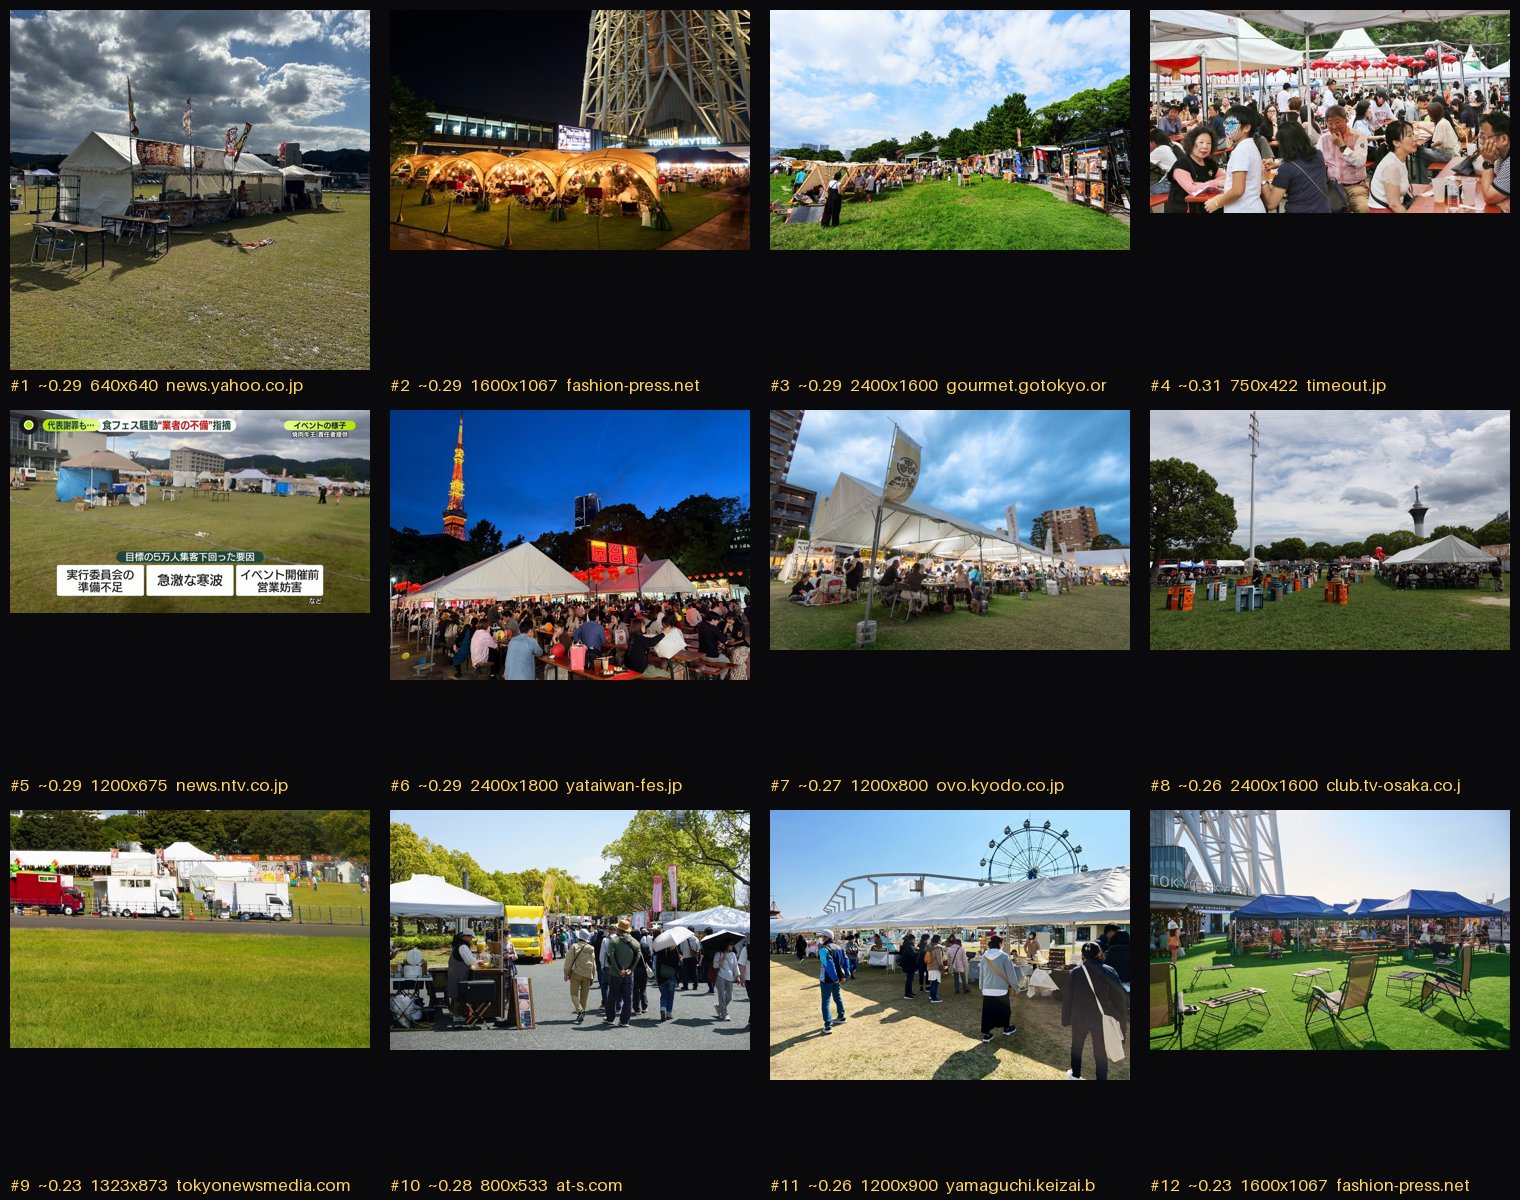 TOKYO SKYTREE.
#1 ~0.29 640x640 news.yahoo.co.jp
#2 ~0.29 1600x1067 fashion-press.net
#3 ~0.29 2400x1600 gourmet.gotokyo.or
#4 ~0.31 750x422 timeout.jp
代表謝罪も… 食フェス騒動“業者の不備”指摘
イベントの様子
目標の5万人集客下回った要因
実行委員会の
準備不足
急激な寒波
イベント開催前
営業妨害
など
#5 ~0.29 1200x675 news.ntv.co.jp
#6 ~0.29 2400x1800 yataiwan-fes.jp
#7 ~0.27 1200x800 ovo.kyodo.co.jp
#8 ~0.26 2400x1600 club.tv-osaka.co.j
#9 ~0.23 1323x873 tokyonewsmedia.com
#10 ~0.28 800x533 at-s.com
#11 ~0.26 1200x900 yamaguchi.keizai.b
#12 ~0.23 1600x1067 fashion-press.net